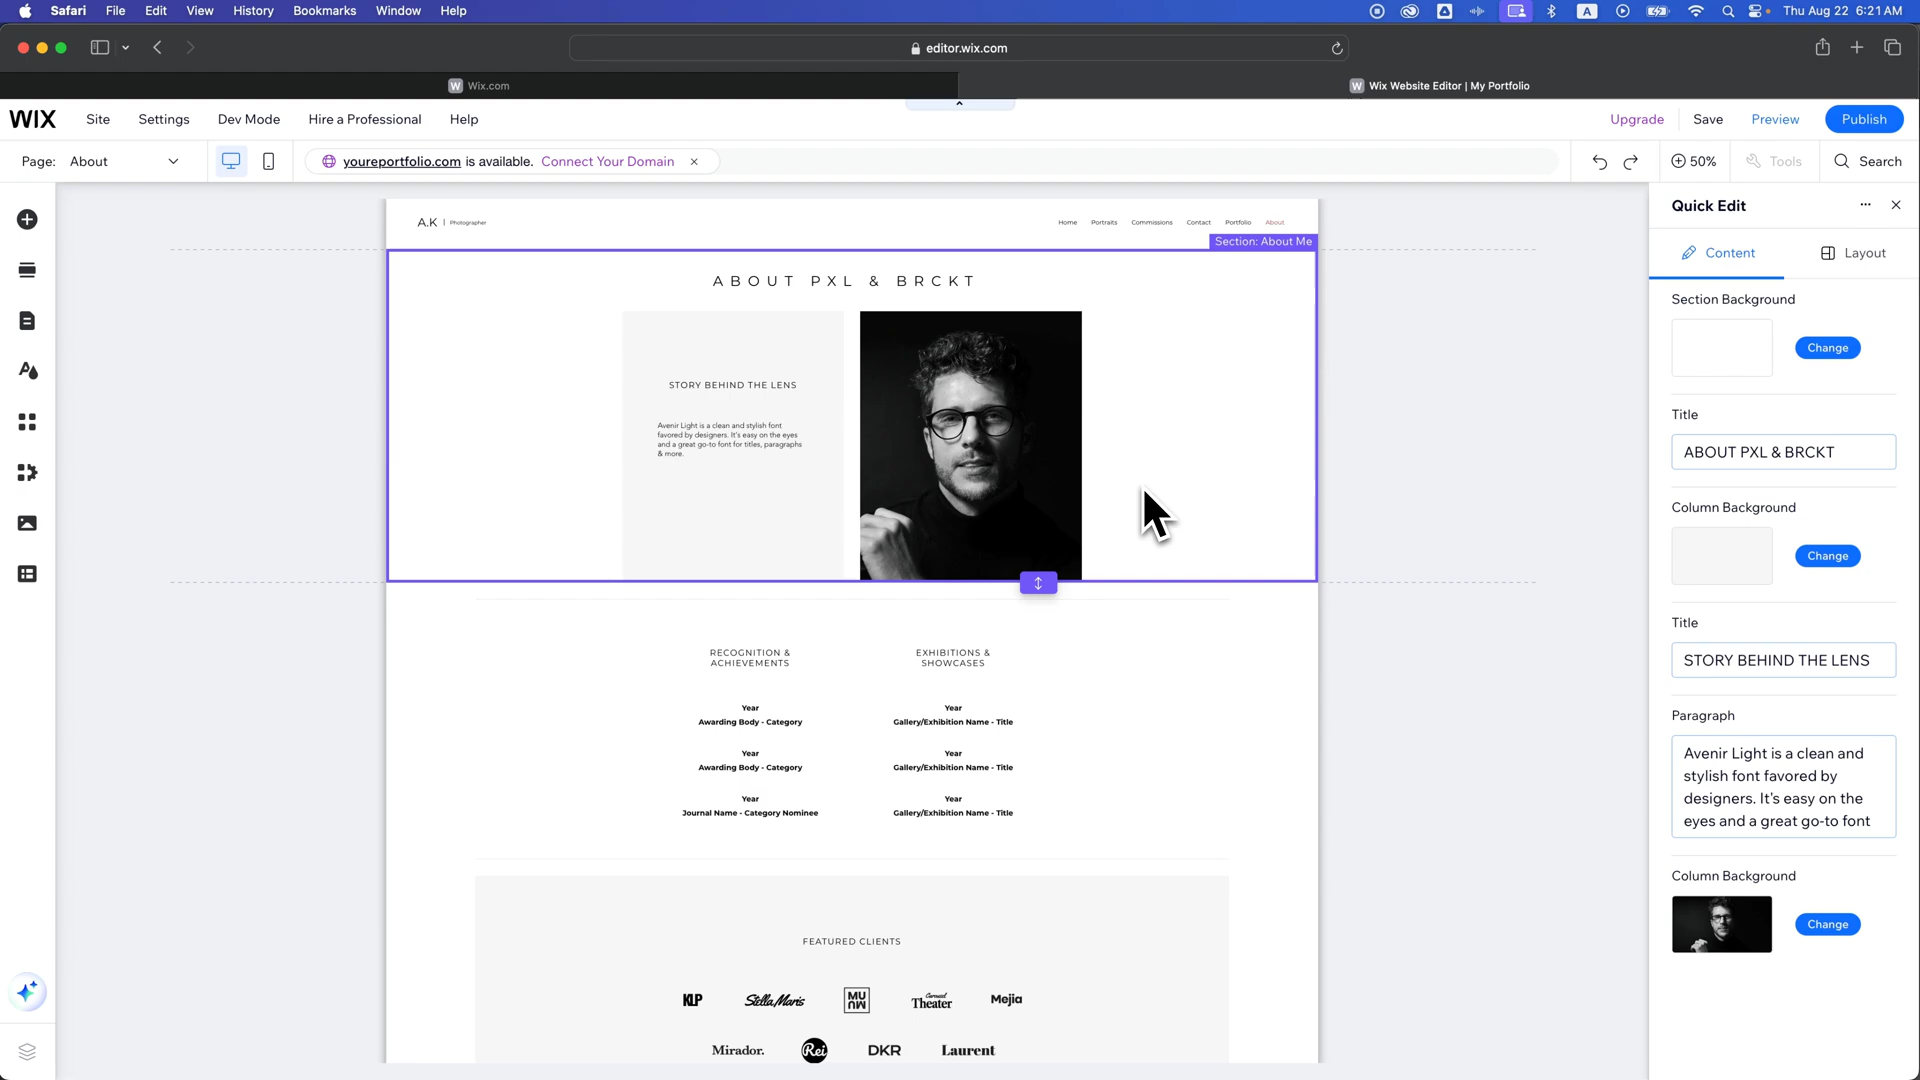 Safari File Edit View History Bookmarks Window Help
A
Thu Aug 22 6:21 AM
editor.wix.com
W Wix.com
W Wix Website Editor | My Portfolio
WIX Site Settings Dev Mode Hire a Professional Help
Upgrade Save Preview Publish
Page: About
youreportfolio.com is available. Connect Your Domain
50% Tools Search
A.K | Photographer
Home Portraits Commissions Contact Portfolio About
Section: About Me
ABOUT PXL & BRCKT
STORY BEHIND THE LENS
Avenir Light is a clean and stylish font
favored by designers. It's easy on the eyes
and a great go-to font for titles, paragraphs
& more.
RECOGNITION &
ACHIEVEMENTS
Year
Awarding Body - Category
Year
Awarding Body - Category
Year
Journal Name - Category Nominee
EXHIBITIONS &
SHOWCASES
Year
Gallery/Exhibition Name - Title
Year
Gallery/Exhibition Name - Title
Year
Gallery/Exhibition Name - Title
FEATURED CLIENTS
KLP
Stella Maris
MU
Carousel
Theater
Mejia
Mirador.
Rei
DKR
Laurent
Quick Edit
Content Layout
Section Background
Change
Title
ABOUT PXL & BRCKT
Column Background
Change
Title
STORY BEHIND THE LENS
Paragraph
Avenir Light is a clean and
stylish font favored by
designers. It's easy on the
eyes and a great go-to font
Column Background
Change